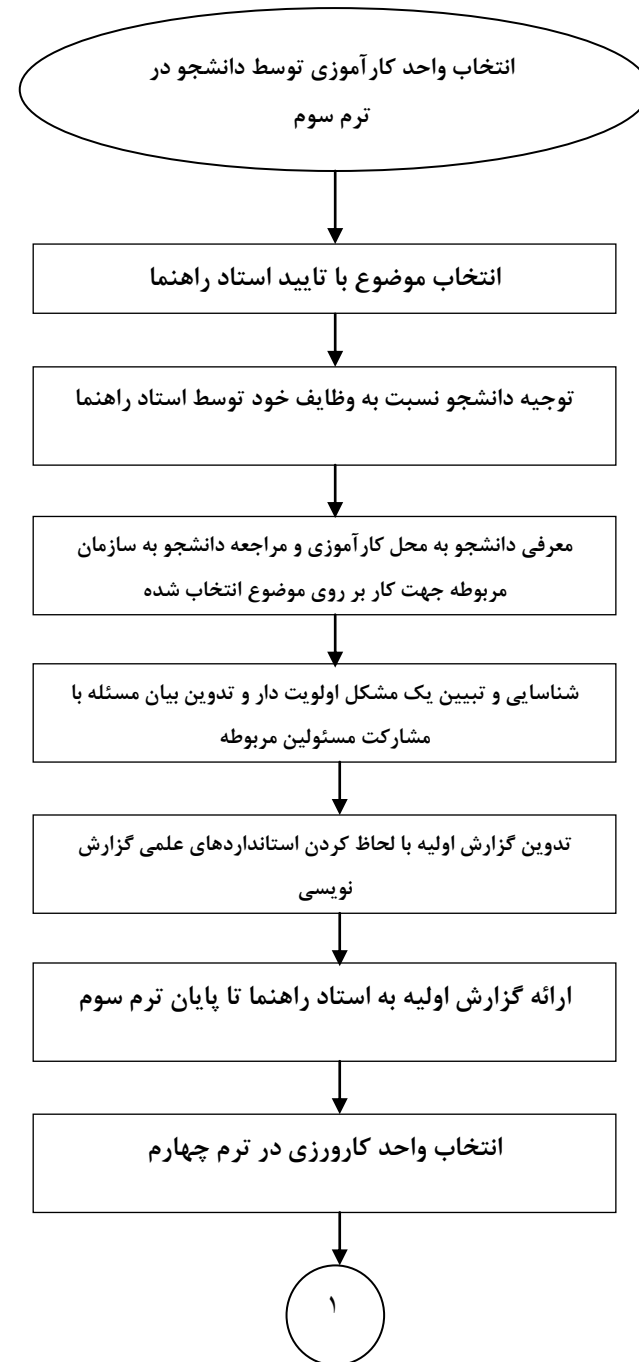 انتخاب واحد کارآموزی توسط دانشجو در
ترم سوم
انتخاب موضوع با تایید استاد راهنما
توجیه دانشجو نسبت به وظایف خود توسط استاد راهنما
معرفی دانشجو به محل کارآموزی و مراجعه دانشجو به سازمان
مربوطه جهت کار بر روی موضوع انتخاب شده
شناسایی و تبیین یک مشکل اولویت دار و تدوین بیان مسئله با
مشارکت مسئولین مربوطه
تدوین گزارش اولیه با لحاظ کردن استانداردهای علمی گزارش
نویسی
ارائه گزارش اولیه به استاد راهنما تا پایان ترم سوم
انتخاب واحد کارورزی در ترم چهارم
۱